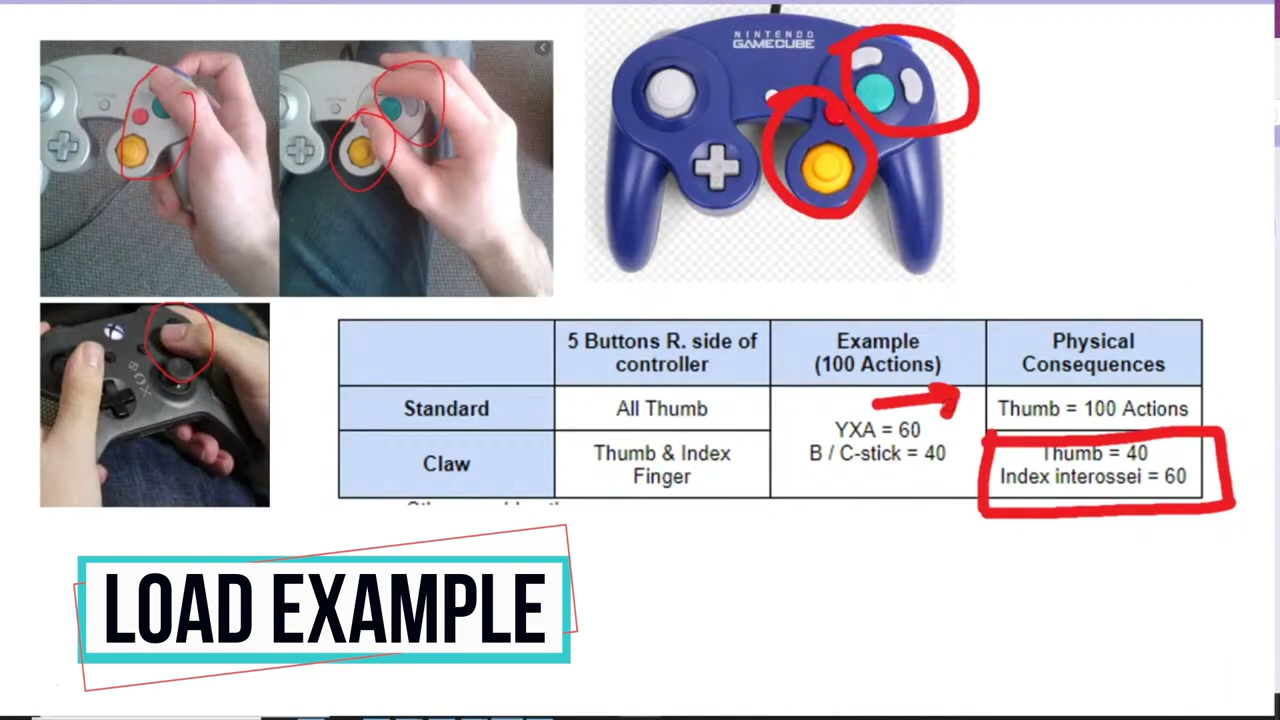 NINTENDO
GAMECUBE
XBOX
5 Buttons R. side of
controller
Example
(100 Actions)
Physical
Consequences
Standard
All Thumb
YXA = 60
B / C-stick = 40
Thumb = 100 Actions
Claw
Thumb & Index
Finger
Thumb = 40
Index interossei = 60
LOAD EXAMPLE